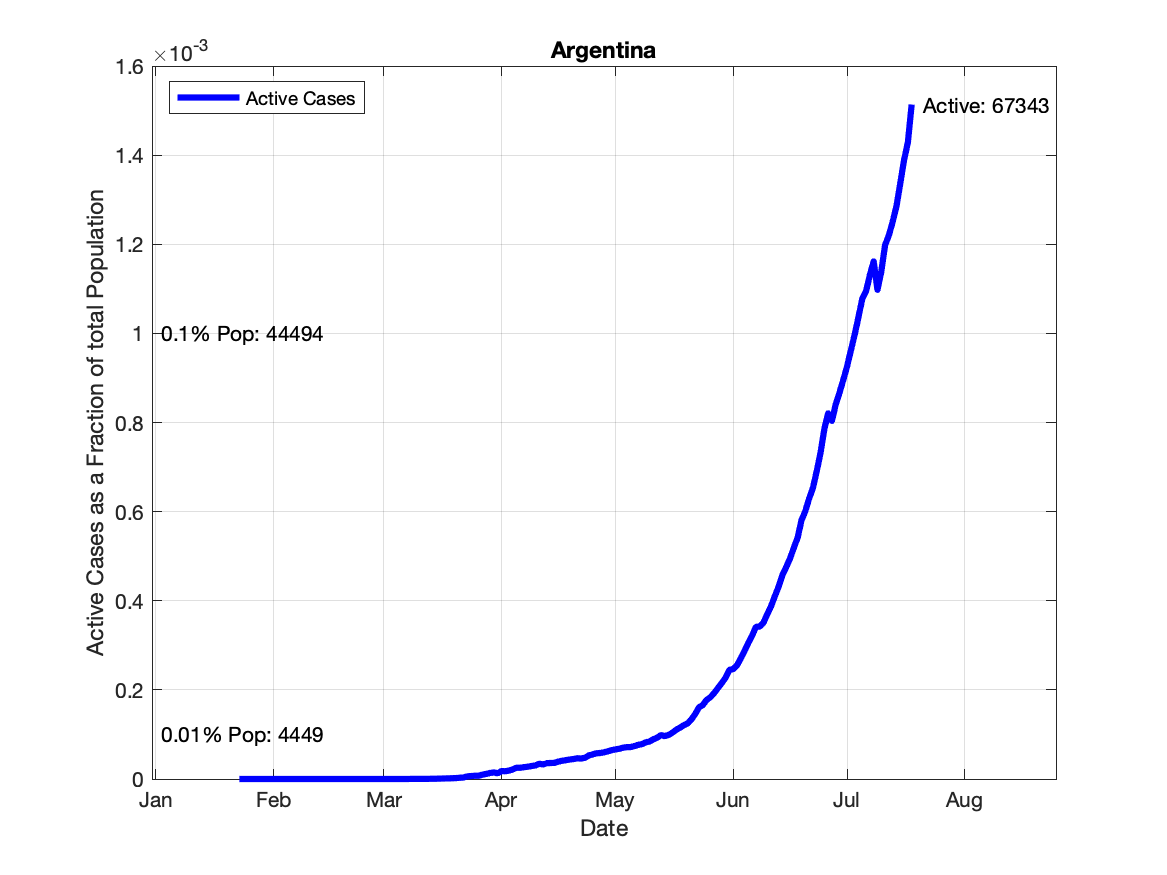 Argentina
×10-3
1.6
1.4
1.2
1
0.8
0.6
0.4
0.2
0
Active Cases
Active: 67343
0.1% Pop: 44494
0.01% Pop: 4449
Active Cases as a Fraction of total Population
Jan Feb Mar Apr May Jun Jul Aug
Date